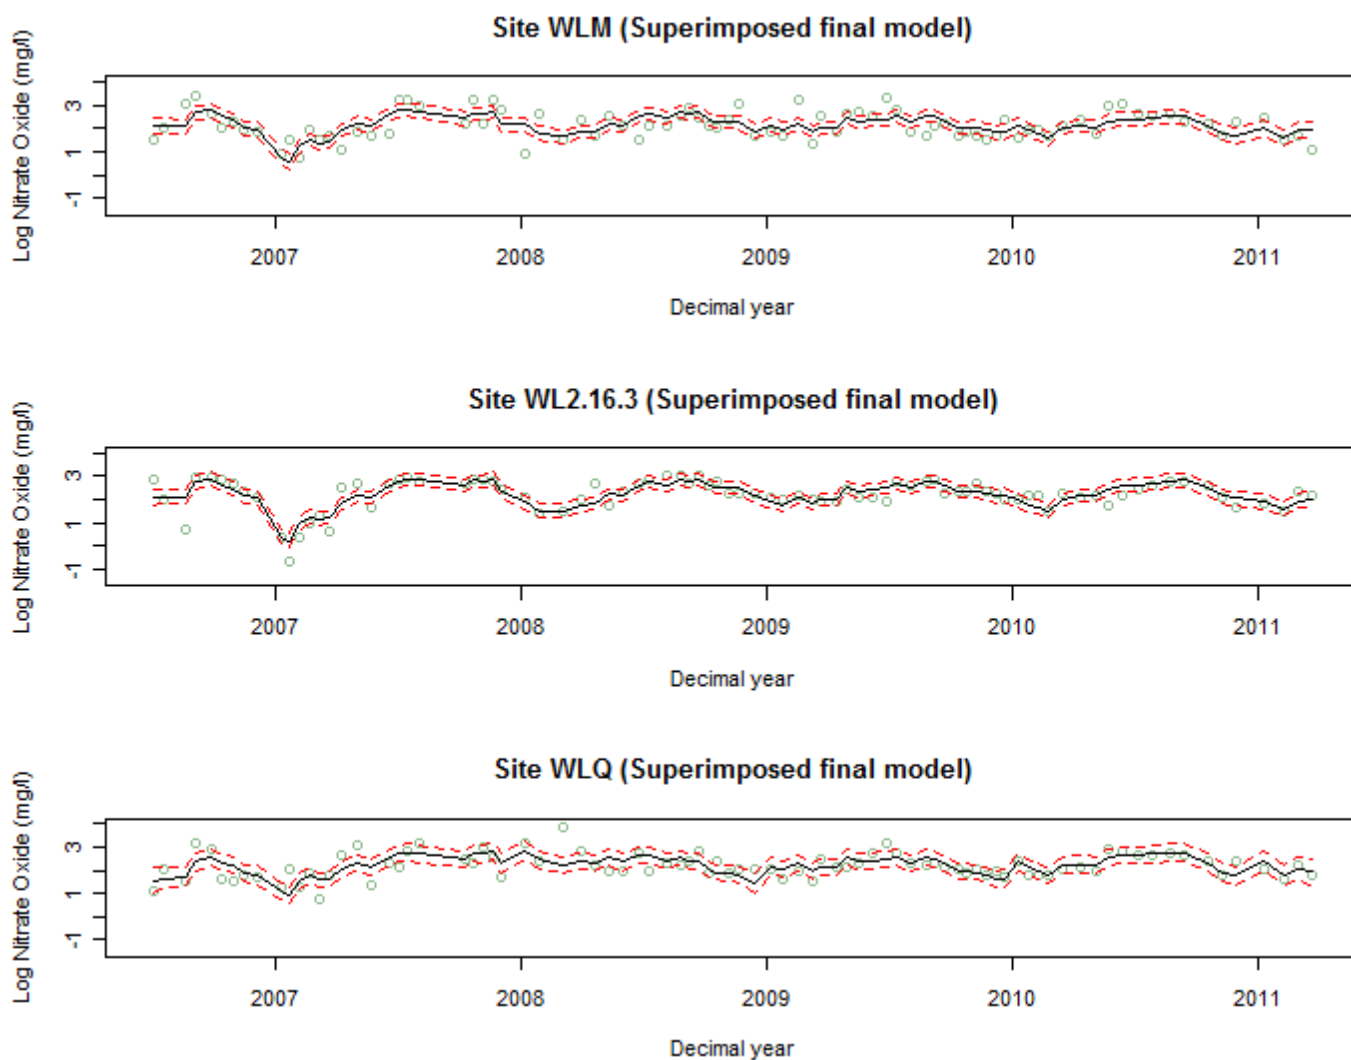 Site WLM (Superimposed final model)
Log Nitrate Oxide (mg/l)
3
1
-1
2007 2008 2009 2010 2011
Decimal year
Site WL2.16.3 (Superimposed final model)
Log Nitrate Oxide (mg/l)
3
1
-1
2007 2008 2009 2010 2011
Decimal year
Site WLQ (Superimposed final model)
Log Nitrate Oxide (mg/l)
3
1
-1
2007 2008 2009 2010 2011
Decimal year